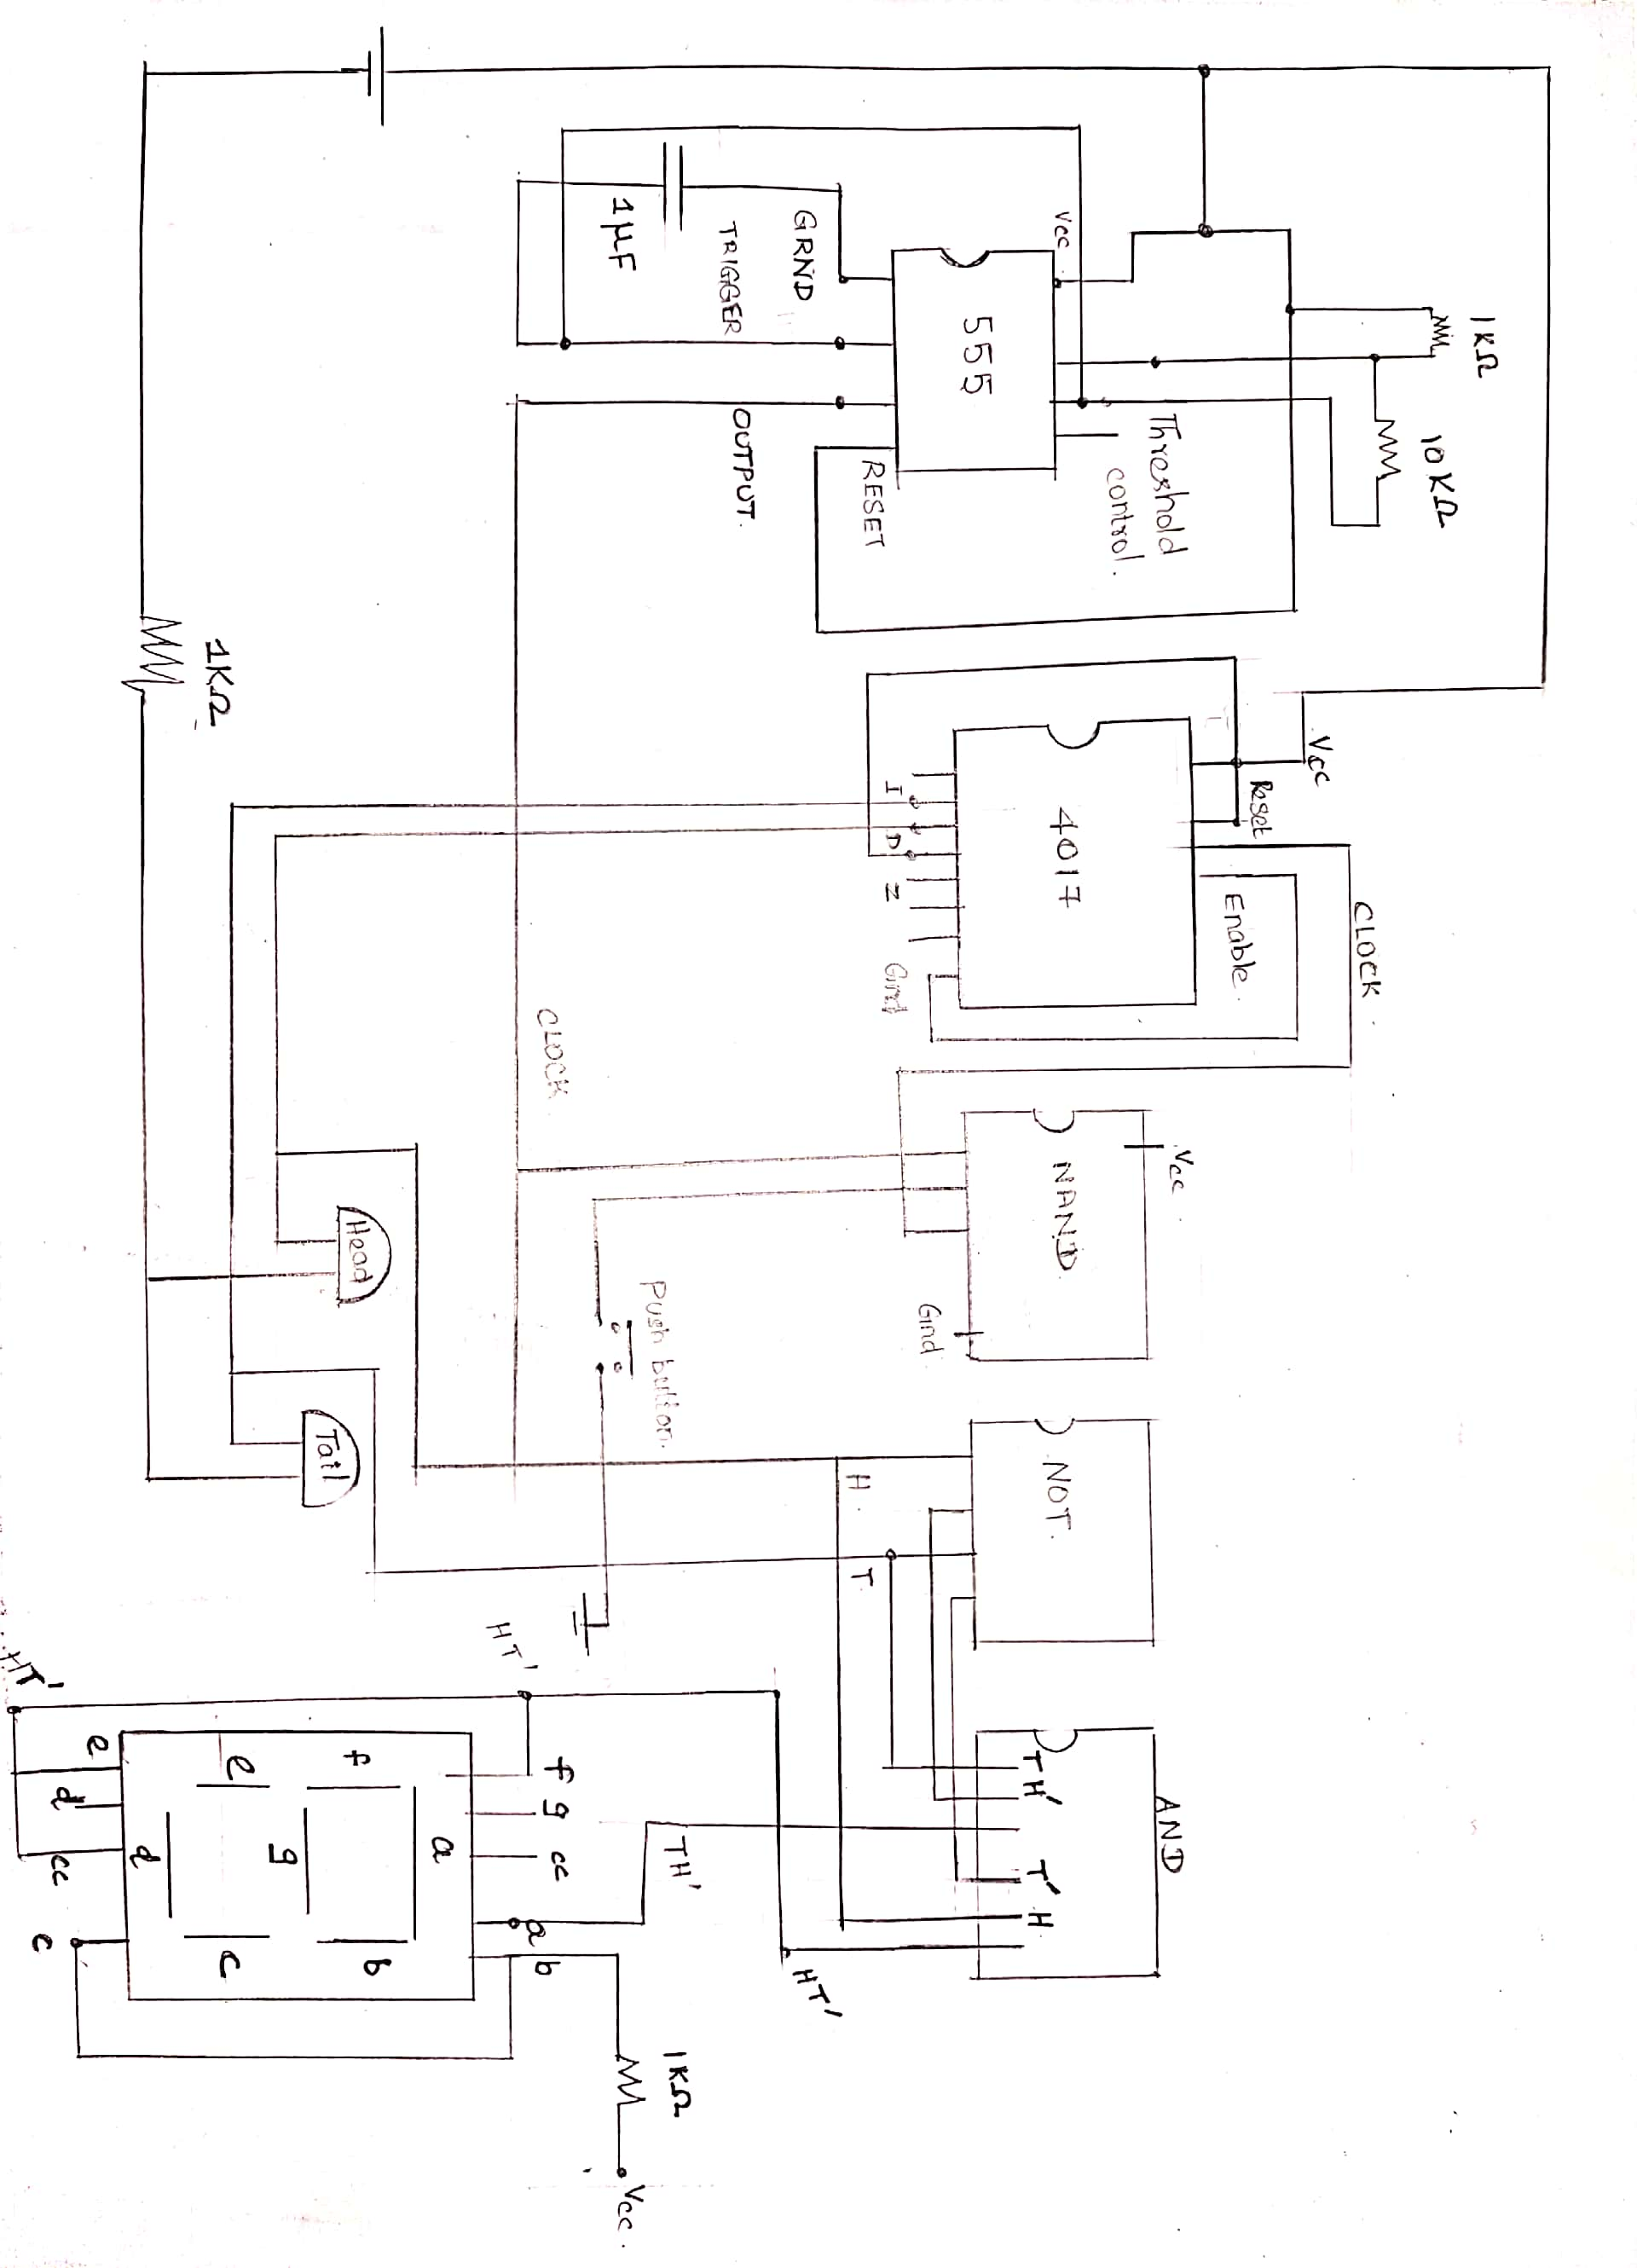 1KΩ
10KΩ
Vcc
555
Threshold
control.
GRND
TRIGGER
1μF
OUTPUT.
RESET
1KΩ
Vcc
Reset
4017
Enable.
CLOCK
I
D
Z
Gnd
CLOCK
Vcc
NAND
Gnd
Push button.
Head
Tail
NOT.
H.
T
AND
T
H'
T'
H
HT'
TH'
HT'
HT'
f
g
cc
a
b
a
f
b
g
e
c
d
e
d
cc
c
1KΩ
Vcc.